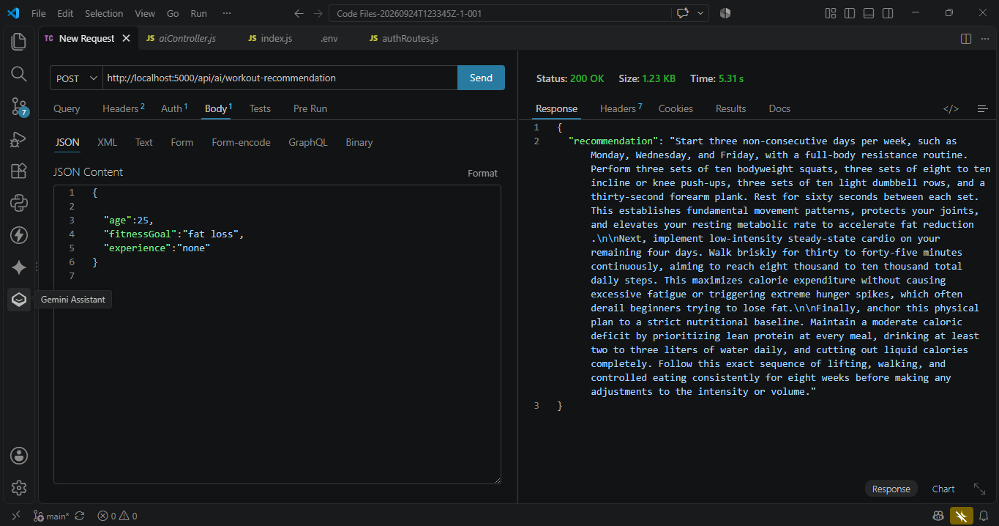 File Edit Selection View Go Run ··· Code Files-20260924T123345Z-1-001
TC New Request JS aiController.js JS index.js .env JS authRoutes.js ···
POST http://localhost:5000/api/ai/workout-recommendation Send
Query Headers 2 Auth 1 Body 1 Tests Pre Run
JSON XML Text Form Form-encode GraphQL Binary
JSON Content Format
1 {
2
3 "age":25,
4 "fitnessGoal":"fat loss",
5 "experience":"none"
6 }
7
7
Gemini Assistant
Status: 200 OK Size: 1.23 KB Time: 5.31 s
Response Headers 7 Cookies Results Docs </>
1 {
2 "recommendation": "Start three non-consecutive days per week, such as
Monday, Wednesday, and Friday, with a full-body resistance routine.
Perform three sets of ten bodyweight squats, three sets of eight to ten
incline or knee push-ups, three sets of ten light dumbbell rows, and a
thirty-second forearm plank. Rest for sixty seconds between each set.
This establishes fundamental movement patterns, protects your joints,
and elevates your resting metabolic rate to accelerate fat reduction
.\n\nNext, implement low-intensity steady-state cardio on your
remaining four days. Walk briskly for thirty to forty-five minutes
continuously, aiming to reach eight thousand to ten thousand total
daily steps. This maximizes calorie expenditure without causing
excessive fatigue or triggering extreme hunger spikes, which often
derail beginners trying to lose fat.\n\nFinally, anchor this physical
plan to a strict nutritional baseline. Maintain a moderate caloric
deficit by prioritizing lean protein at every meal, drinking at least
two to three liters of water daily, and cutting out liquid calories
completely. Follow this exact sequence of lifting, walking, and
controlled eating consistently for eight weeks before making any
adjustments to the intensity or volume."
3 }
Response Chart
main* 0 0